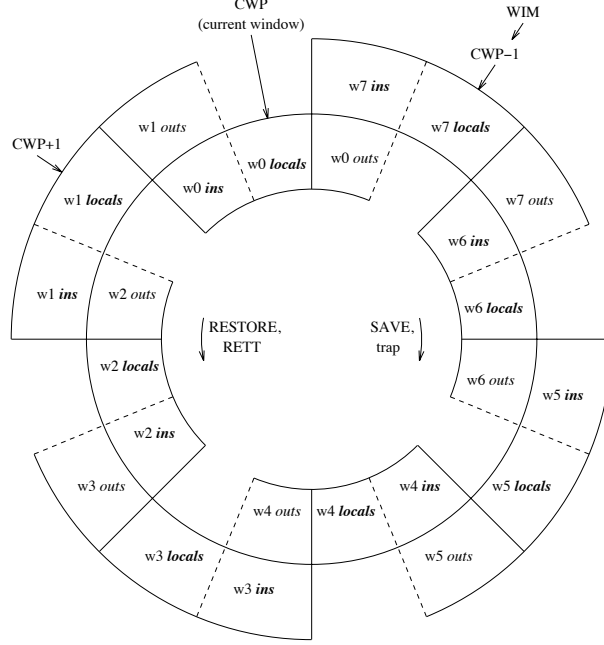 CWP
(current window)
WIM
CWP−1
CWP+1
w7 ins
w7 locals
w7 outs
w0 ins
w0 locals
w0 outs
w1 outs
w1 locals
w1 ins
w2 outs
w2 locals
w2 ins
w3 outs
w3 locals
w3 ins
w4 outs
w4 locals
w4 ins
w5 outs
w5 locals
w5 ins
w6 outs
w6 locals
w6 ins
RESTORE,
RETT
SAVE,
trap